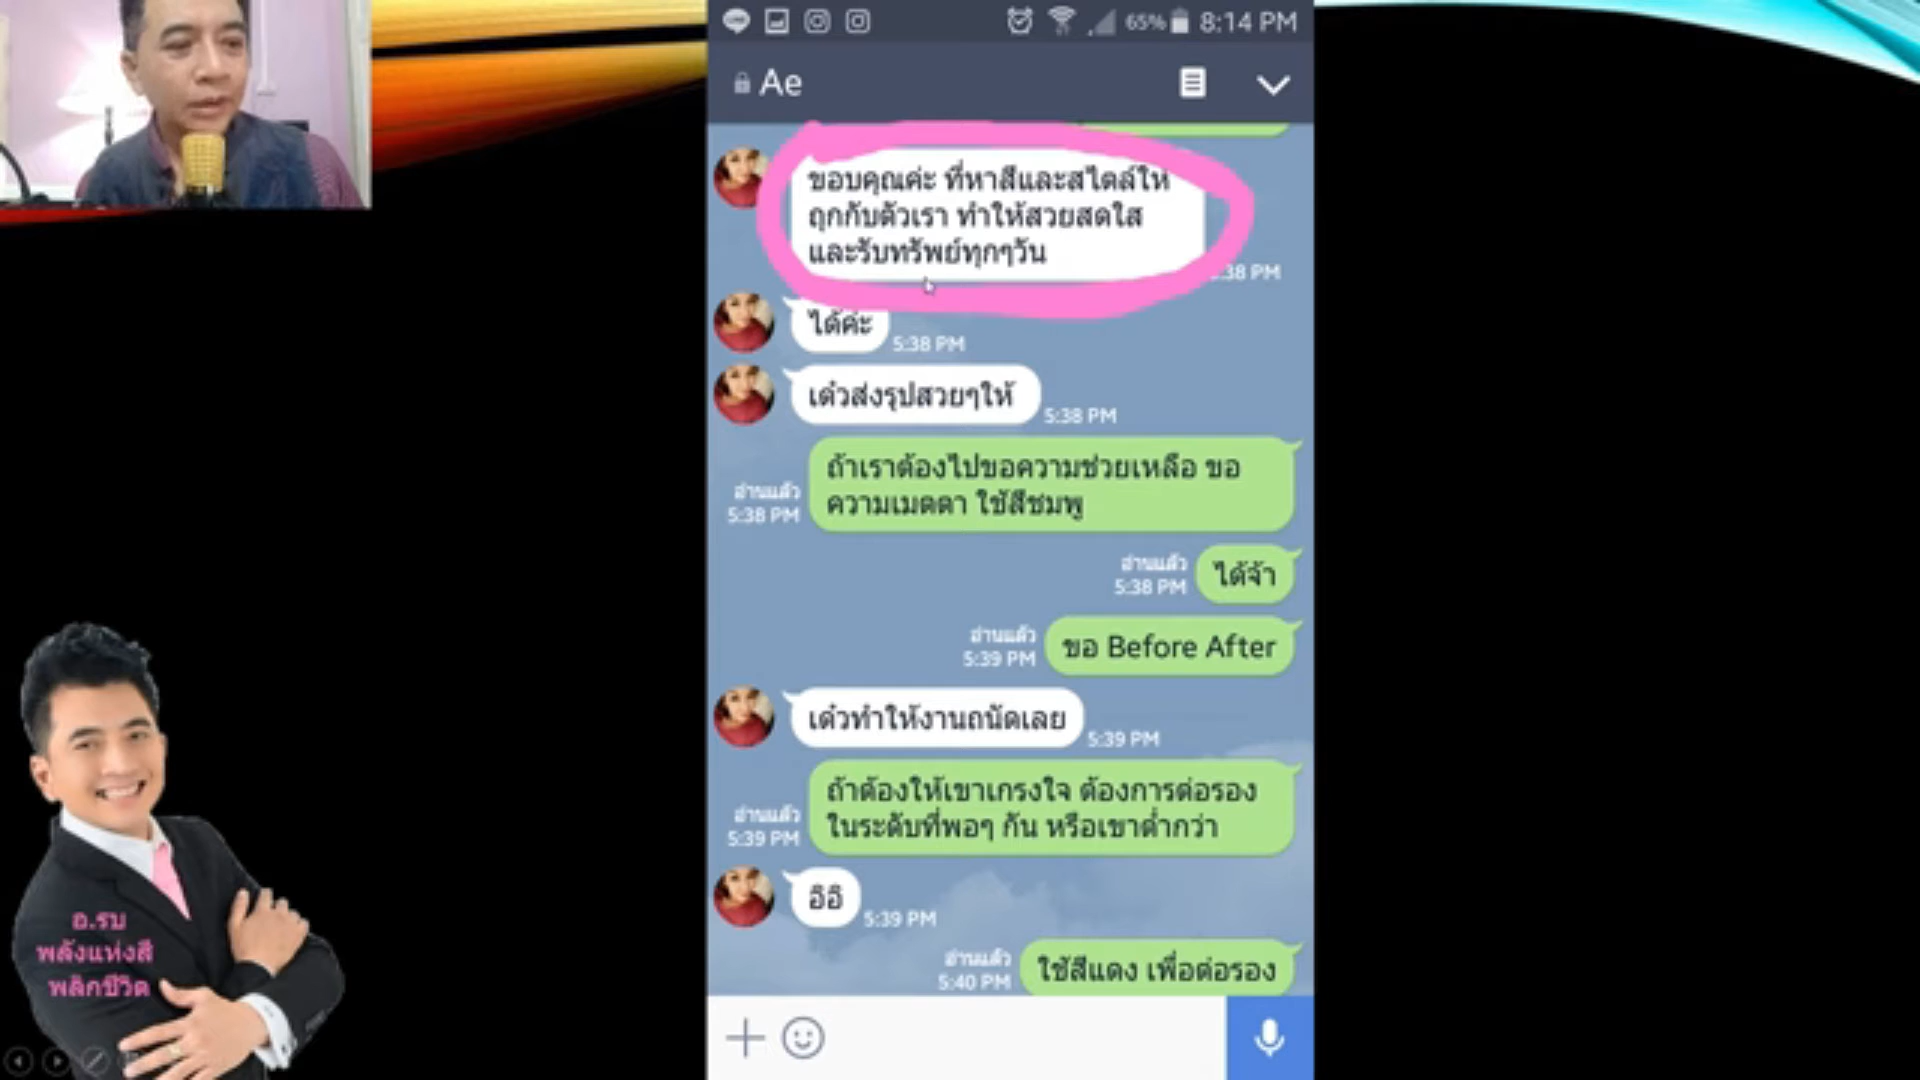 65% 8:14 PM
Ae
ขอบคุณค่ะ ที่หาสีและสไตล์ให้
ถูกกับตัวเรา ทำให้สวยสดใส
และรับทรัพย์ทุกๆวัน
:38 PM
ได้ค่ะ
5:38 PM
เด๋วส่งรุปสวยๆให้
5:38 PM
ถ้าเราต้องไปขอความช่วยเหลือ ขอ
ความเมตตา ใช้สีชมพู
อ่านแล้ว
5:38 PM
ได้จ้า
อ่านแล้ว
5:38 PM
ขอ Before After
อ่านแล้ว
5:39 PM
เด๋วทำให้งานถนัดเลย
5:39 PM
ถ้าต้องให้เขาเกรงใจ ต้องการต่อรอง
ในระดับที่พอๆ กัน หรือเขาต่ำกว่า
อ่านแล้ว
5:39 PM
อิอิ
5:39 PM
ใช้สีแดง เพื่อต่อรอง
อ่านแล้ว
5:40 PM
อ.รบ
พลังแห่งสี
พลิกชีวิต